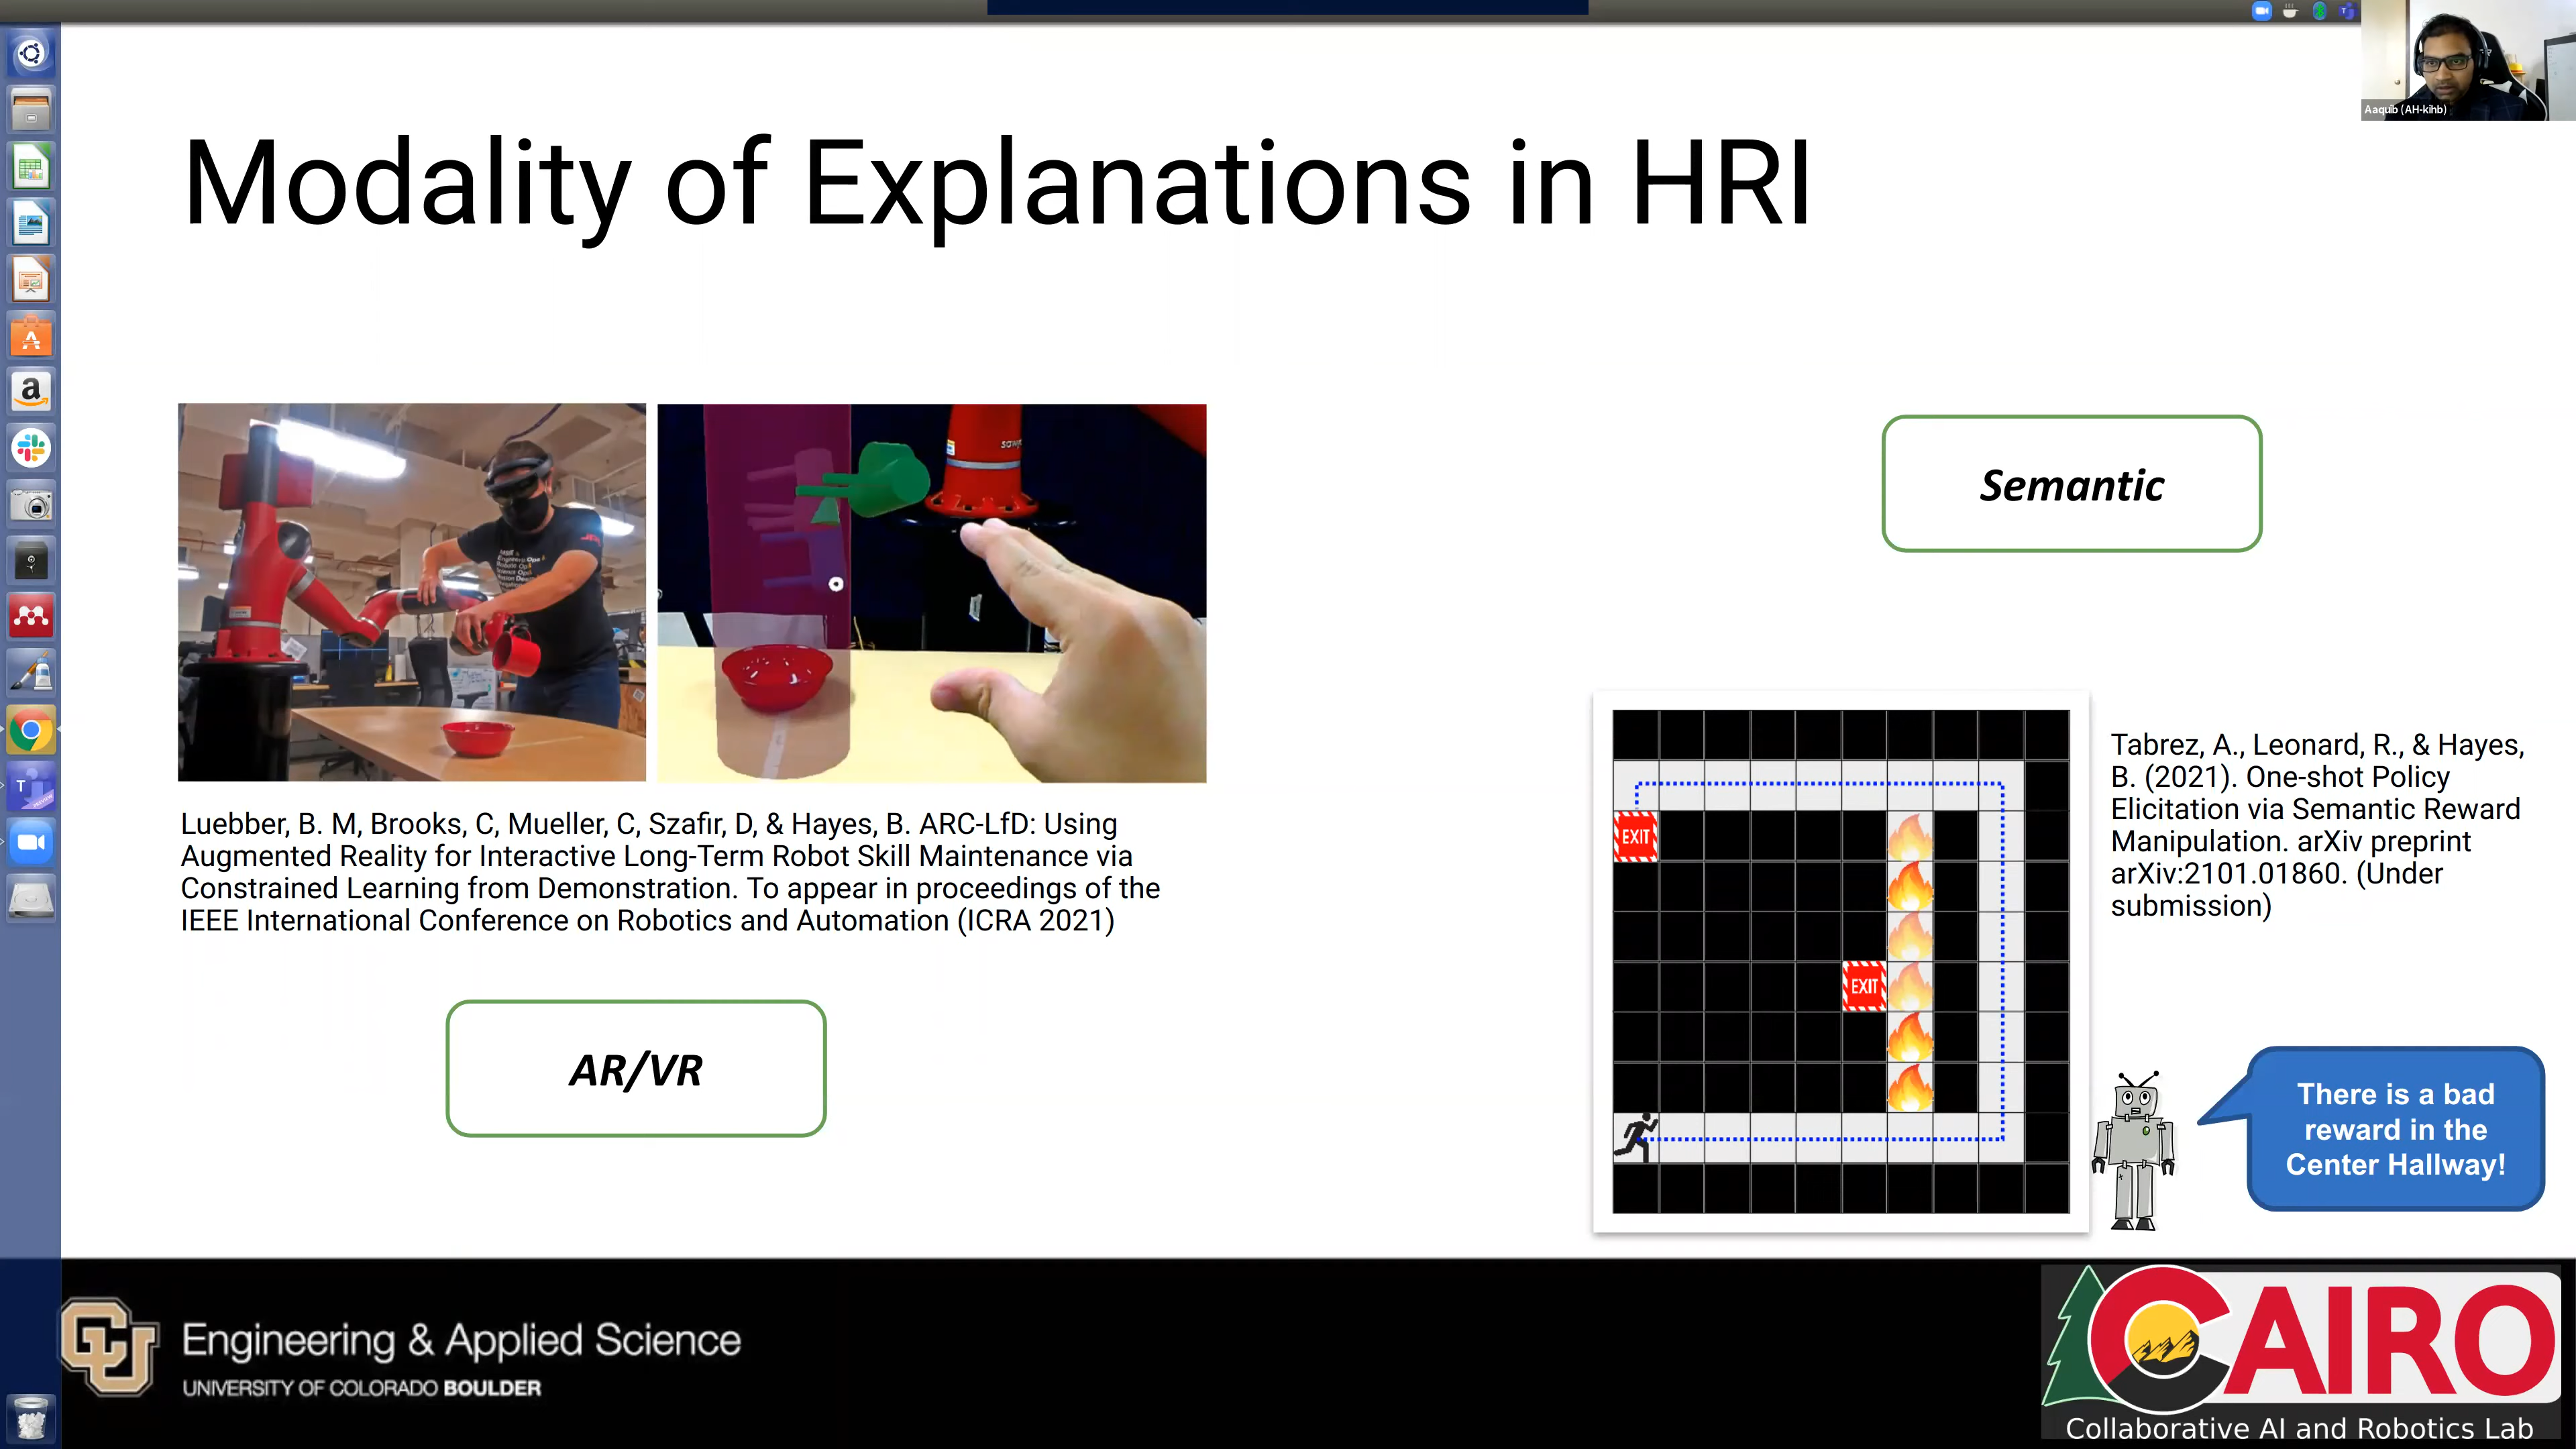 Aaquib (AH-kihb)
Modality of Explanations in HRI
Luebber, B. M, Brooks, C, Mueller, C, Szafir, D, & Hayes, B. ARC-LfD: Using
Augmented Reality for Interactive Long-Term Robot Skill Maintenance via
Constrained Learning from Demonstration. To appear in proceedings of the
IEEE International Conference on Robotics and Automation (ICRA 2021)
AR/VR
Semantic
EXIT
EXIT
Tabrez, A., Leonard, R., & Hayes,
B. (2021). One-shot Policy
Elicitation via Semantic Reward
Manipulation. arXiv preprint
arXiv:2101.01860. (Under
submission)
There is a bad
reward in the
Center Hallway!
CU
Engineering & Applied Science
UNIVERSITY OF COLORADO BOULDER
CAIRO
Collaborative AI and Robotics Lab